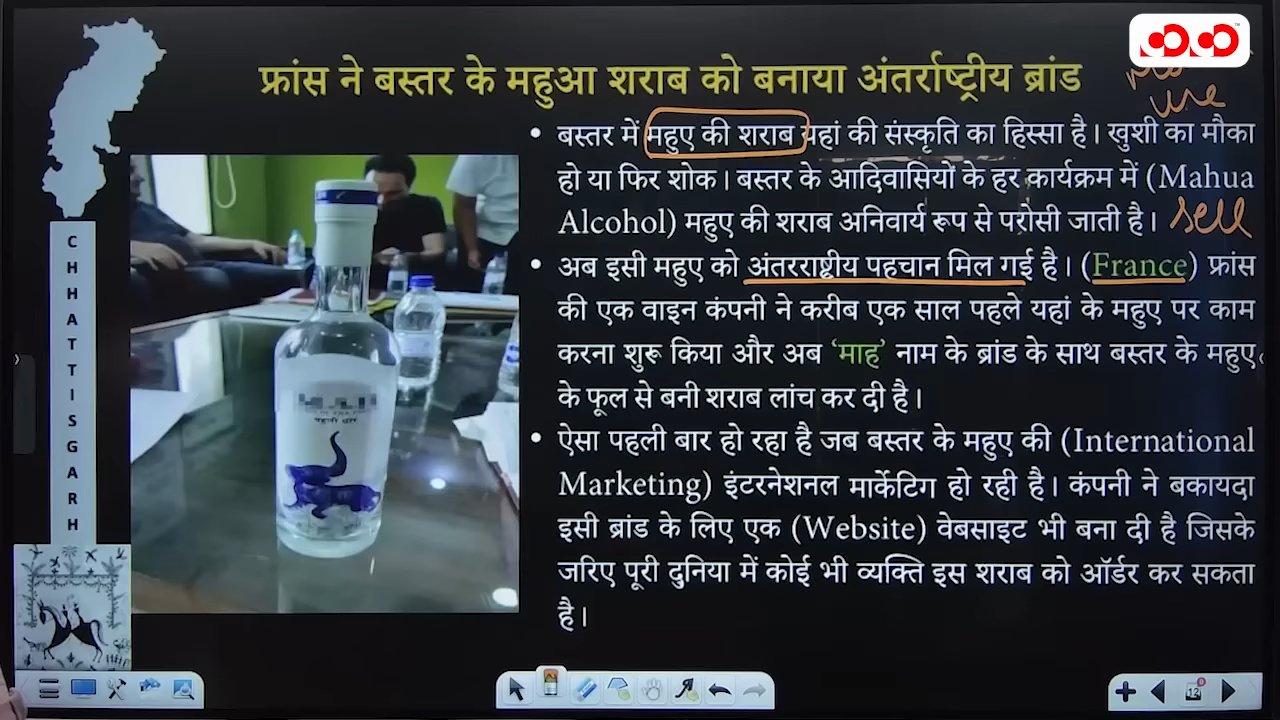 फ्रांस ने बस्तर के महुआ शराब को बनाया अंतर्राष्ट्रीय ब्रांड
use
• बस्तर में महुए की शराब यहां की संस्कृति का हिस्सा है। खुशी का मौका
हो या फिर शोक। बस्तर के आदिवासियों के हर कार्यक्रम में (Mahua
Alcohol) महुए की शराब अनिवार्य रूप से परोसी जाती है।
sell
• अब इसी महुए को अंतरराष्ट्रीय पहचान मिल गई है। (France) फ्रांस
की एक वाइन कंपनी ने करीब एक साल पहले यहां के महुए पर काम
करना शुरू किया और अब ‘माह’ नाम के ब्रांड के साथ बस्तर के महुए
के फूल से बनी शराब लांच कर दी है।
• ऐसा पहली बार हो रहा है जब बस्तर के महुए की (International
Marketing) इंटरनेशनल मार्केटिग हो रही है। कंपनी ने बकायदा
इसी ब्रांड के लिए एक (Website) वेबसाइट भी बना दी है जिसके
जरिए पूरी दुनिया में कोई भी व्यक्ति इस शराब को ऑर्डर कर सकता
है।
CHHATTISGARH
12